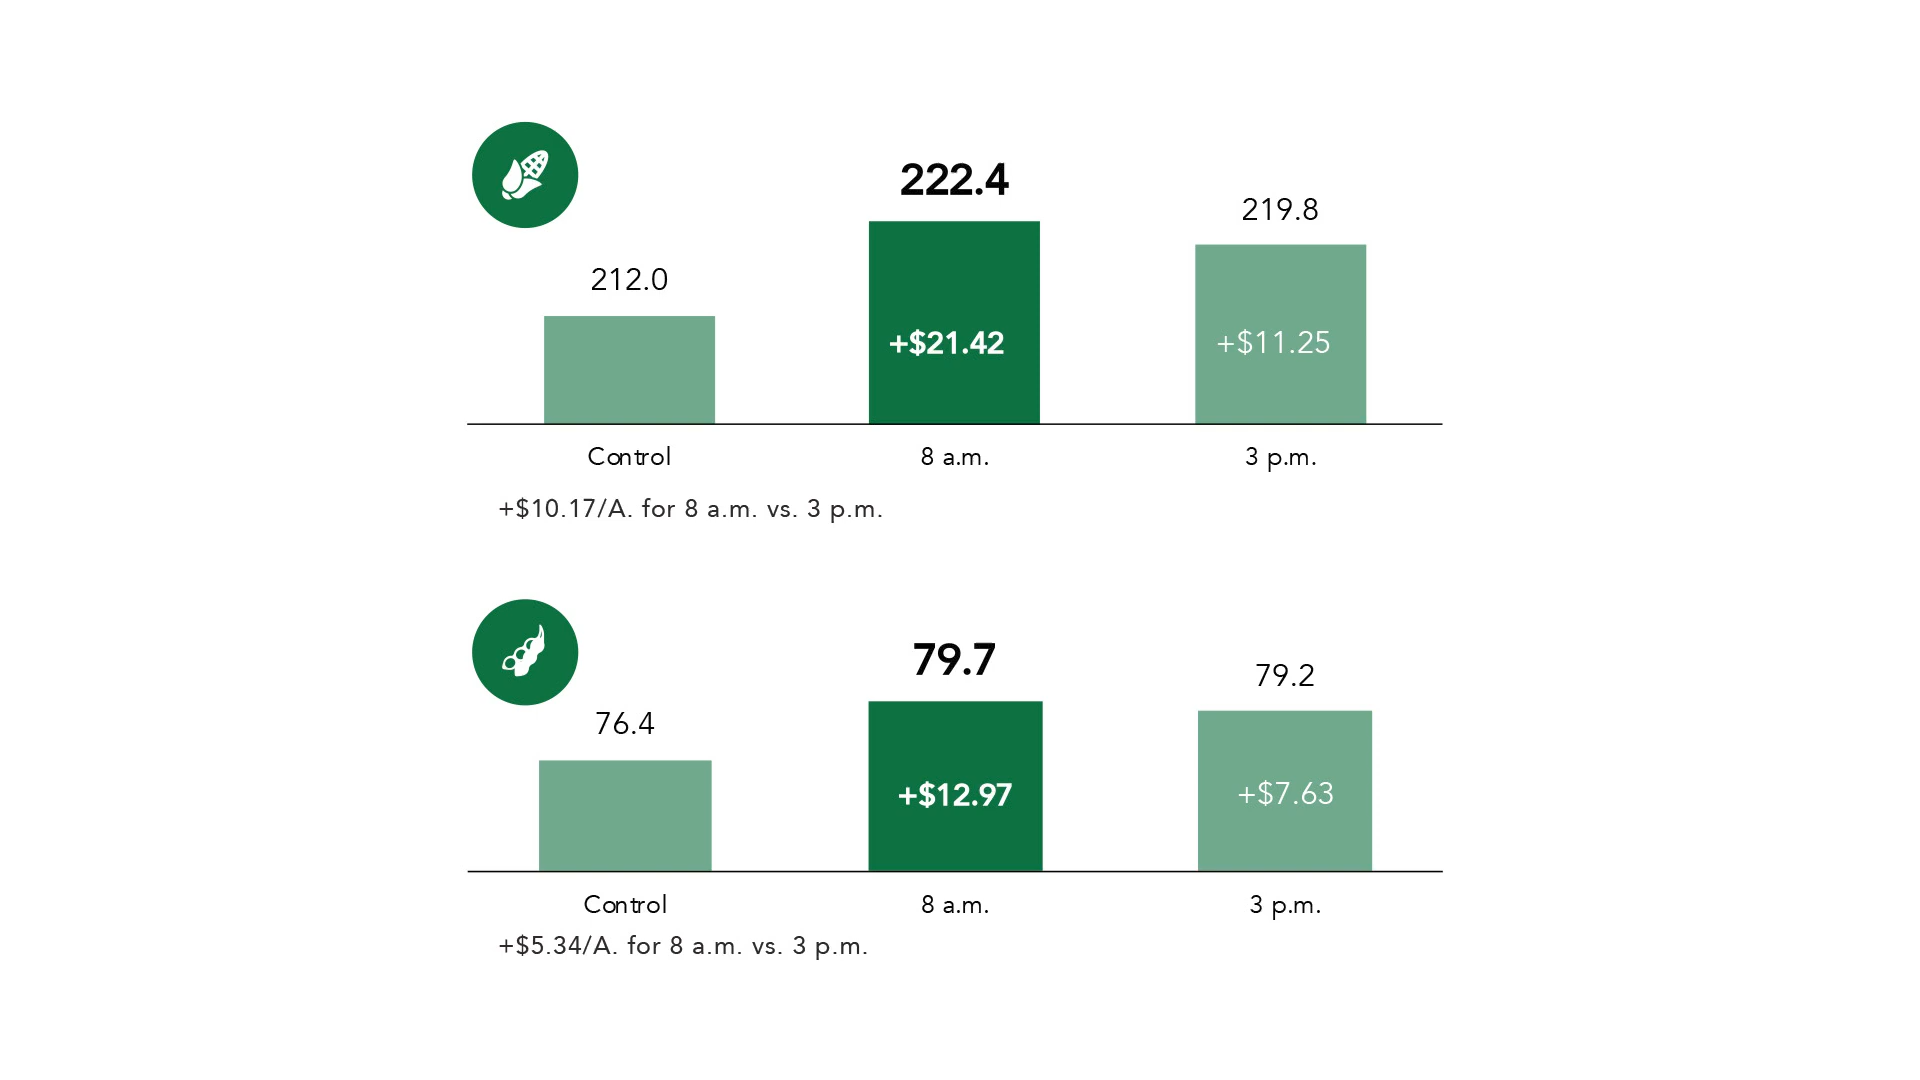 222.4
219.8
212.0
+$21.42
+$11.25
Control
8 a.m.
3 p.m.
+$10.17/A. for 8 a.m. vs. 3 p.m.
79.7
79.2
76.4
+$12.97
+$7.63
Control
8 a.m.
3 p.m.
+$5.34/A. for 8 a.m. vs. 3 p.m.